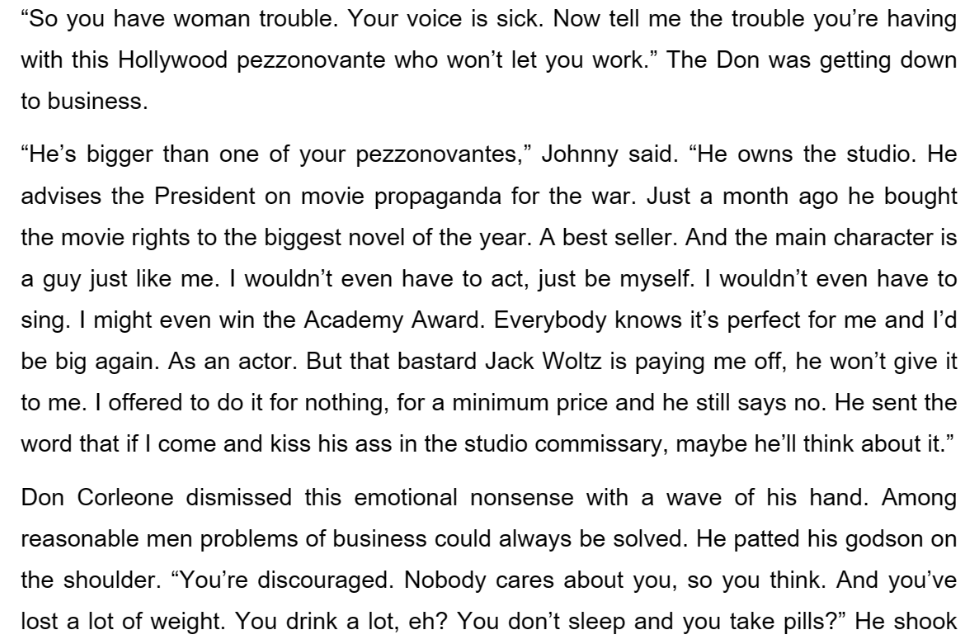 “So you have woman trouble. Your voice is sick. Now tell me the trouble you’re having
with this Hollywood pezzonovante who won’t let you work.” The Don was getting down
to business.
“He’s bigger than one of your pezzonovantes,” Johnny said. “He owns the studio. He
advises the President on movie propaganda for the war. Just a month ago he bought
the movie rights to the biggest novel of the year. A best seller. And the main character is
a guy just like me. I wouldn’t even have to act, just be myself. I wouldn’t even have to
sing. I might even win the Academy Award. Everybody knows it’s perfect for me and I’d
be big again. As an actor. But that bastard Jack Woltz is paying me off, he won’t give it
to me. I offered to do it for nothing, for a minimum price and he still says no. He sent the
word that if I come and kiss his ass in the studio commissary, maybe he’ll think about it.”
Don Corleone dismissed this emotional nonsense with a wave of his hand. Among
reasonable men problems of business could always be solved. He patted his godson on
the shoulder. “You’re discouraged. Nobody cares about you, so you think. And you’ve
lost a lot of weight. You drink a lot, eh? You don’t sleep and you take pills?” He shook